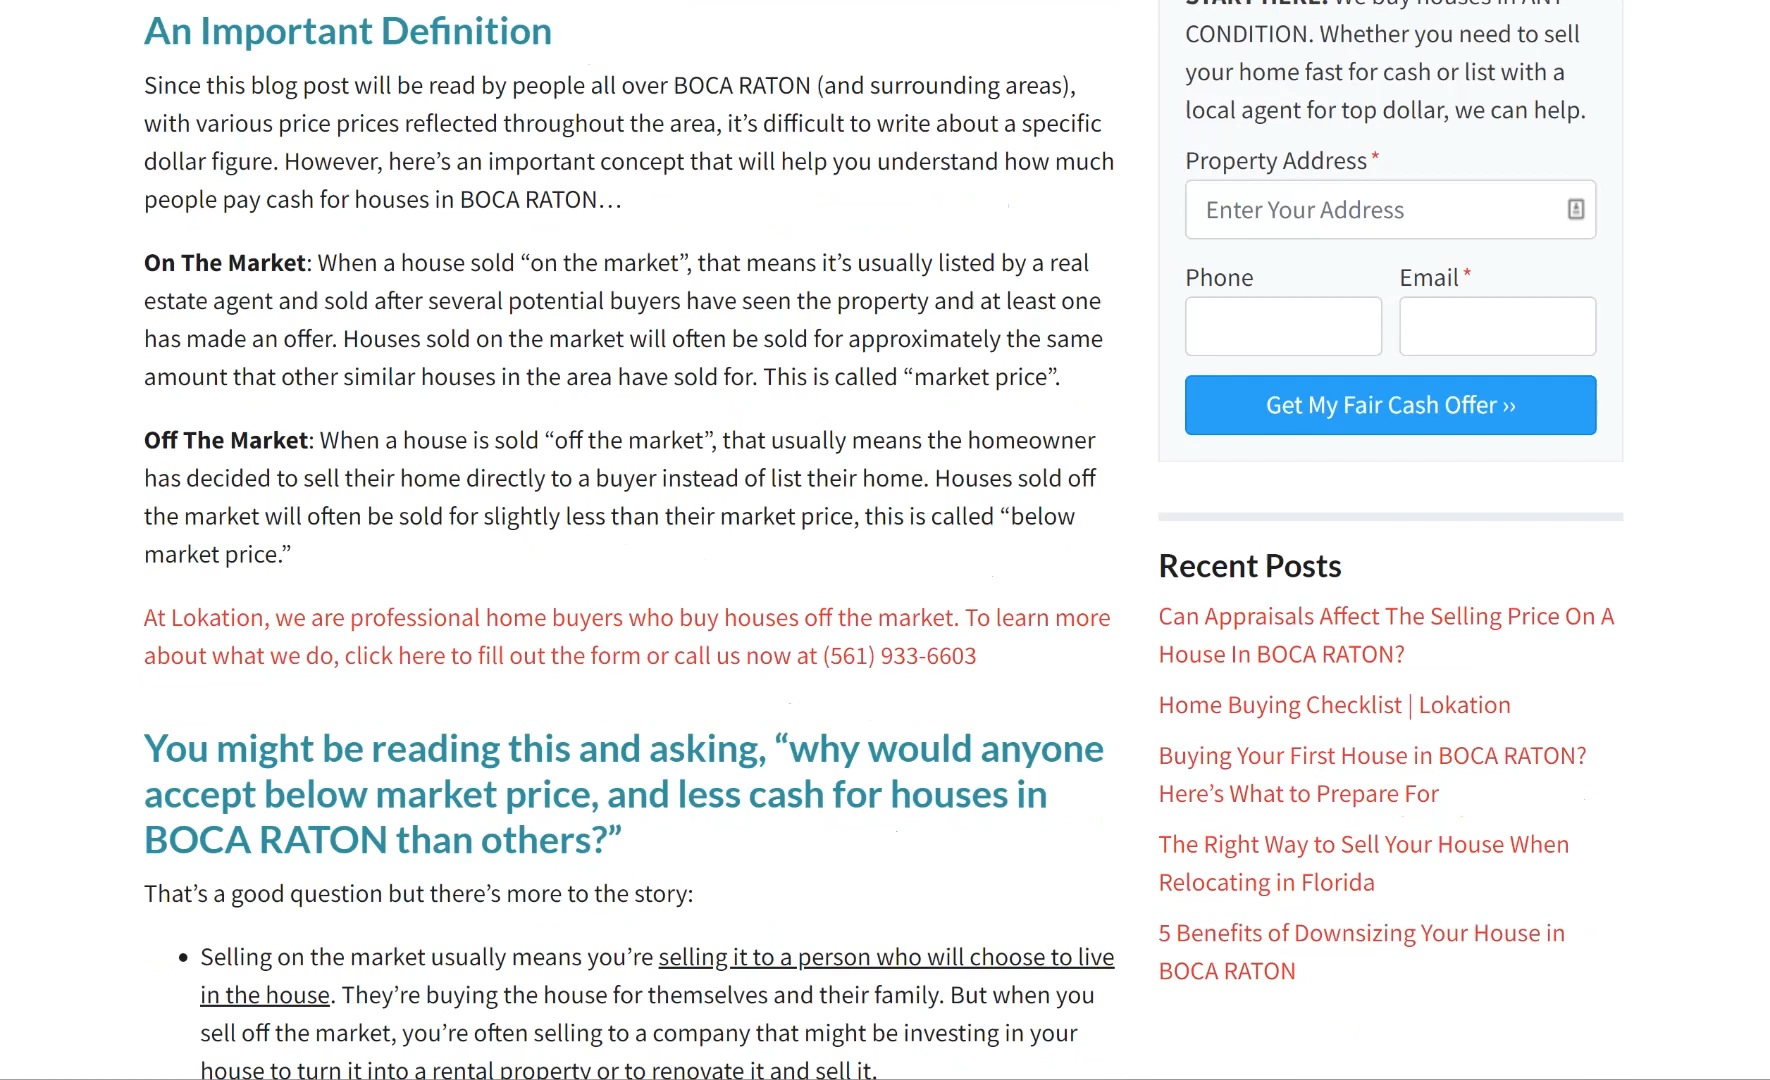 An Important Definition
Since this blog post will be read by people all over BOCA RATON (and surrounding areas),
with various price prices reflected throughout the area, it’s difficult to write about a specific
dollar figure. However, here’s an important concept that will help you understand how much
people pay cash for houses in BOCA RATON…
On The Market: When a house sold “on the market”, that means it’s usually listed by a real
estate agent and sold after several potential buyers have seen the property and at least one
has made an offer. Houses sold on the market will often be sold for approximately the same
amount that other similar houses in the area have sold for. This is called “market price”.
Off The Market: When a house is sold “off the market”, that usually means the homeowner
has decided to sell their home directly to a buyer instead of list their home. Houses sold off
the market will often be sold for slightly less than their market price, this is called “below
market price.”
At Lokation, we are professional home buyers who buy houses off the market. To learn more
about what we do, click here to fill out the form or call us now at (561) 933-6603
You might be reading this and asking, “why would anyone
accept below market price, and less cash for houses in
BOCA RATON than others?”
That’s a good question but there’s more to the story:
• Selling on the market usually means you’re selling it to a person who will choose to live
in the house. They’re buying the house for themselves and their family. But when you
sell off the market, you’re often selling to a company that might be investing in your
house to turn it into a rental property or to renovate it and sell it.
START HERE! We buy houses in ANY
CONDITION. Whether you need to sell
your home fast for cash or list with a
local agent for top dollar, we can help.
Property Address *
Enter Your Address
Phone
Email *
Get My Fair Cash Offer ››
Recent Posts
Can Appraisals Affect The Selling Price On A
House In BOCA RATON?
Home Buying Checklist | Lokation
Buying Your First House in BOCA RATON?
Here’s What to Prepare For
The Right Way to Sell Your House When
Relocating in Florida
5 Benefits of Downsizing Your House in
BOCA RATON